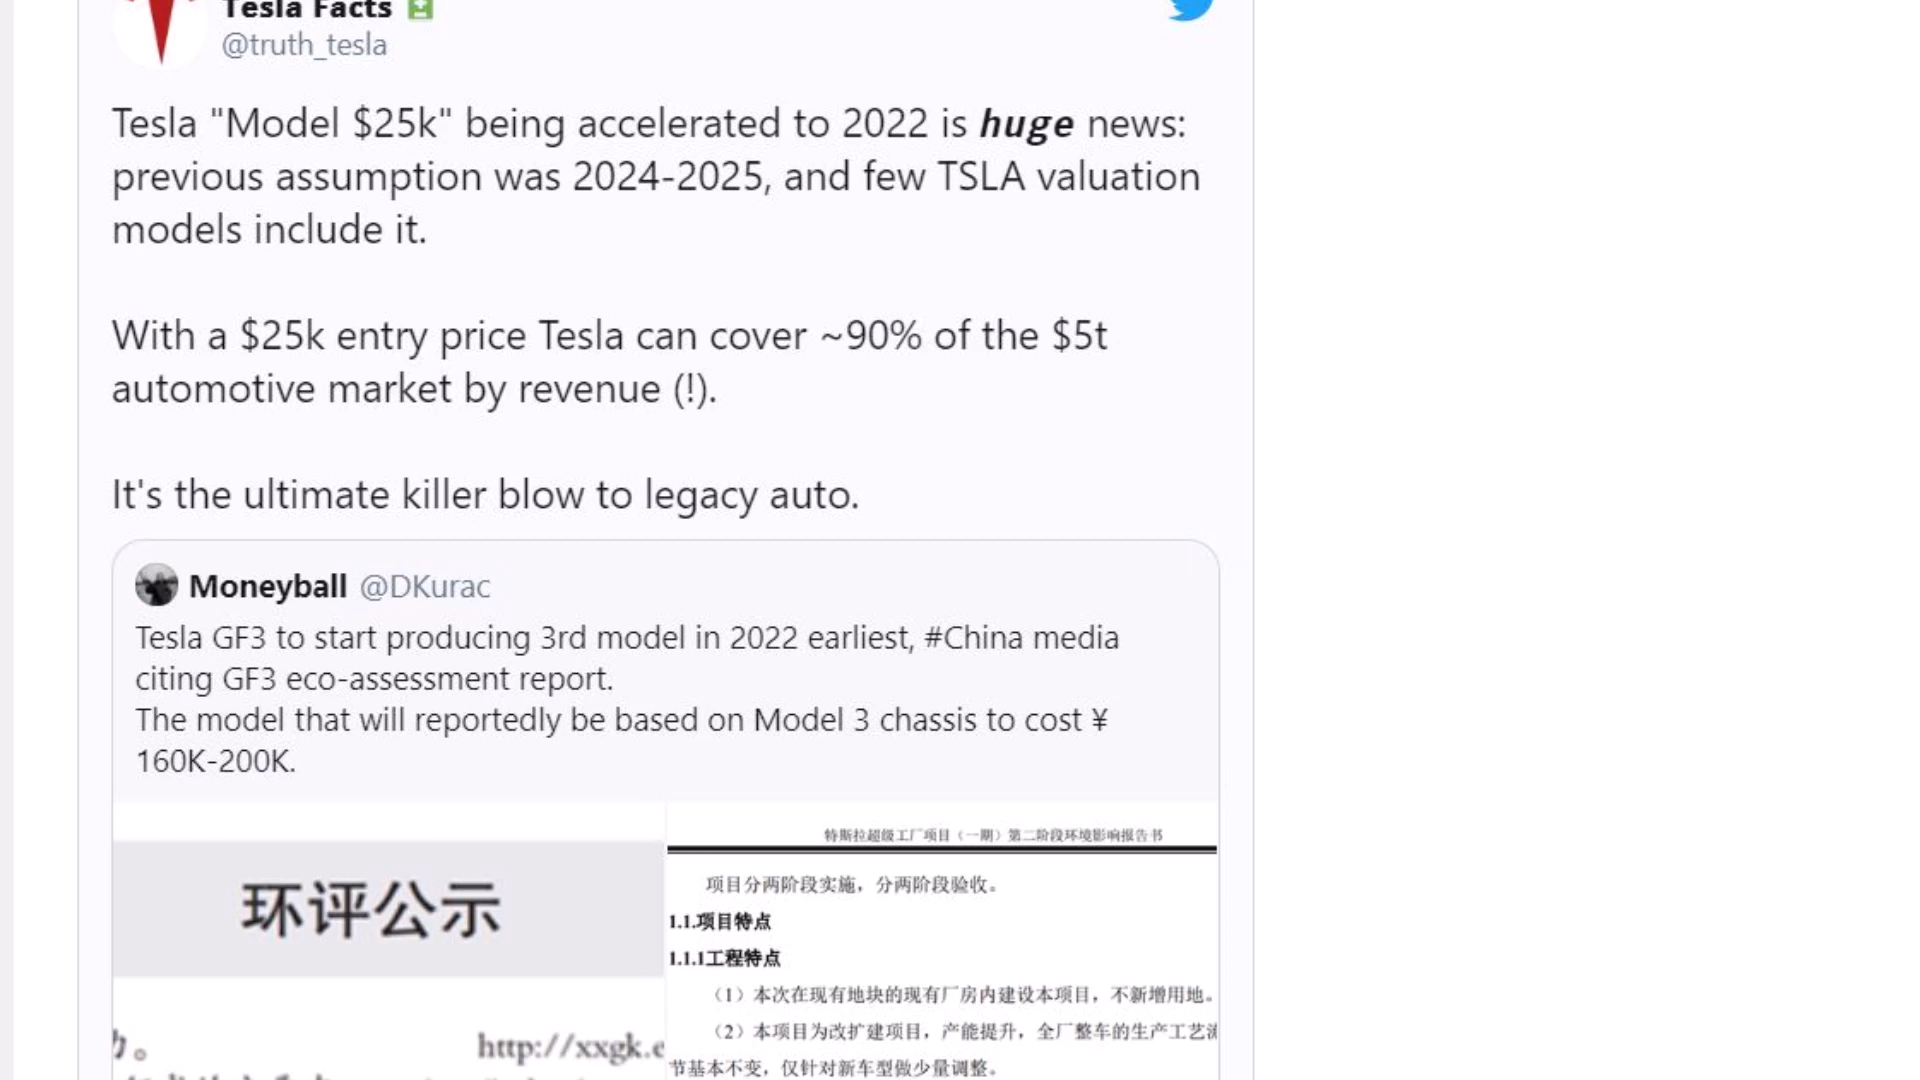 Tesla Facts
@truth_tesla
Tesla "Model $25k" being accelerated to 2022 is huge news:
previous assumption was 2024-2025, and few TSLA valuation
models include it.
With a $25k entry price Tesla can cover ~90% of the $5t
automotive market by revenue (!).
It's the ultimate killer blow to legacy auto.
Moneyball @DKurac
Tesla GF3 to start producing 3rd model in 2022 earliest, #China media
citing GF3 eco-assessment report.
The model that will reportedly be based on Model 3 chassis to cost ¥
160K-200K.
环评公示
http://xxgk.e
特斯拉超级工厂项目（一期）第二阶段环境影响报告书
项目分两阶段实施，分两阶段验收。
1.1.项目特点
1.1.1工程特点
（1）本次在现有地块的现有厂房内建设本项目，不新增用地。
（2）本项目为改扩建项目，产能提升，全厂整车的生产工艺
节基本不变，仅针对新车型做少量调整。